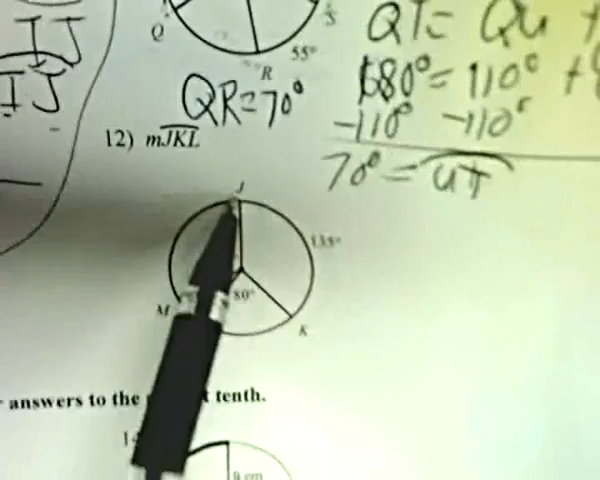 IJ
IJ
Q
S
55°
R
QR=70°
QT= Qu +
180°= 110° +
-110° -110°
70° = UT
12) mJKL
J
135°
80°
M
K
answers to the tenth.
8 cm